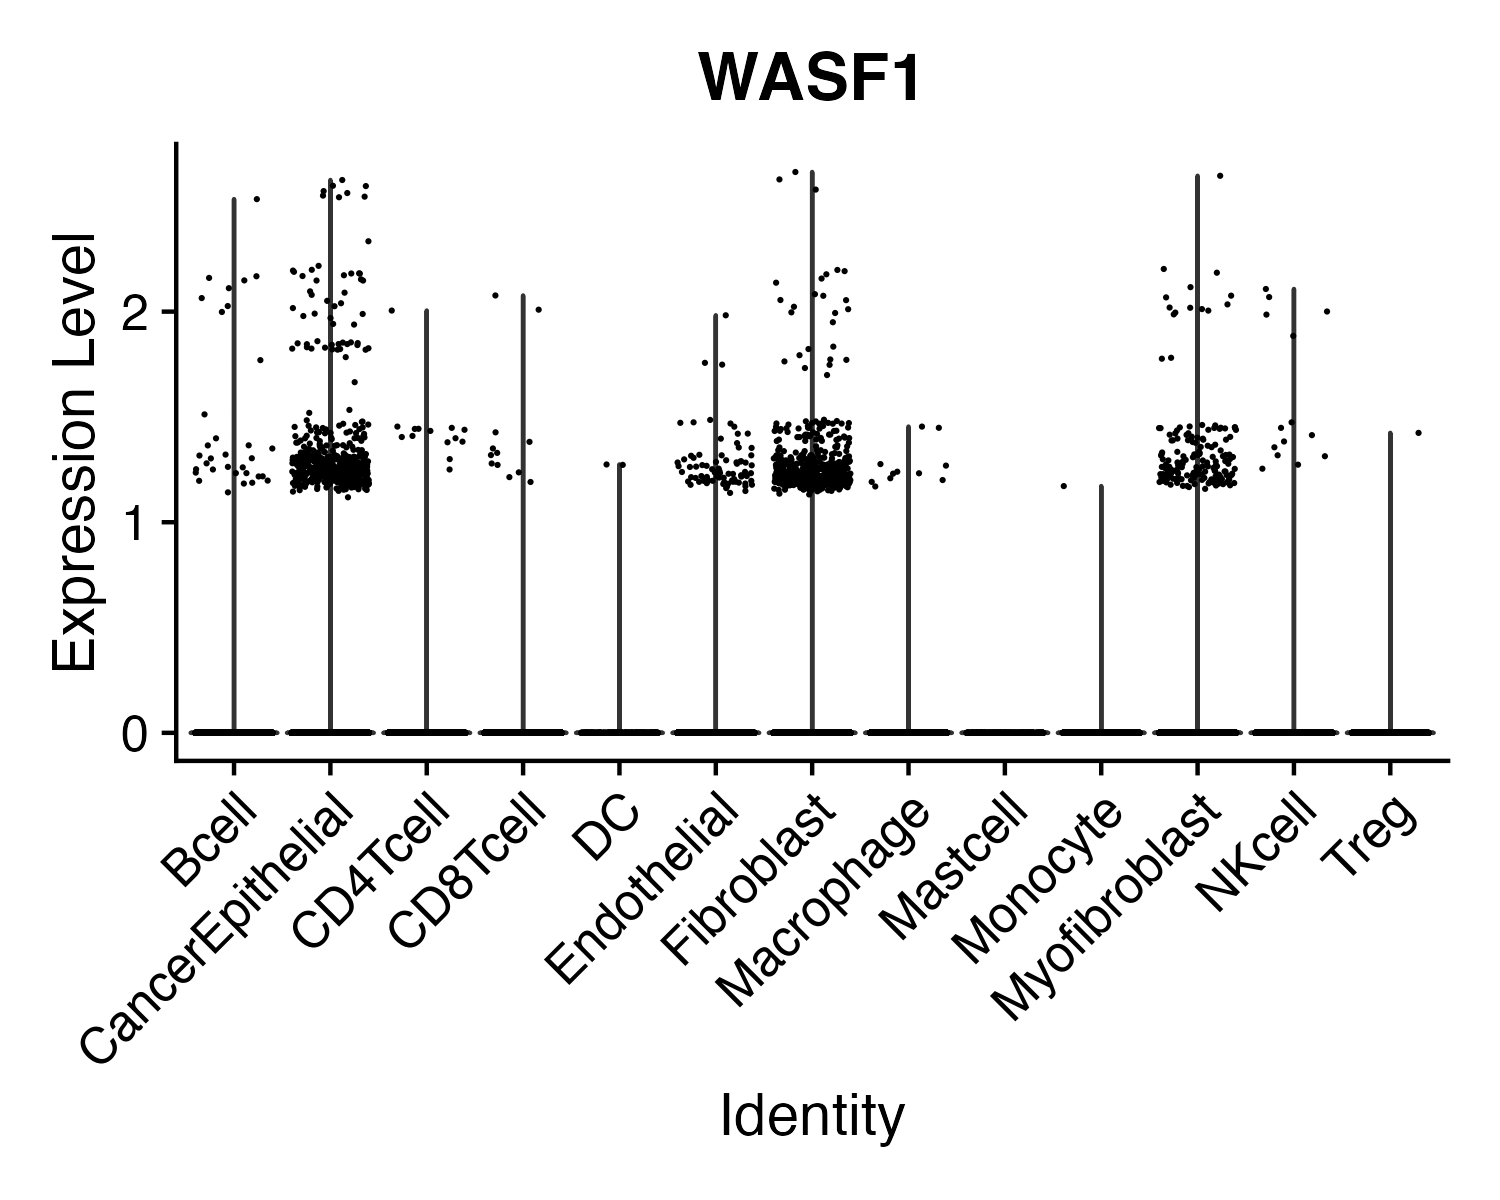 WASF1
Expression Level
2
1
0
Bcell
CancerEpithelial
CD4Tcell
CD8Tcell
DC
Endothelial
Fibroblast
Macrophage
Mastcell
Monocyte
Myofibroblast
NKcell
Treg
Identity